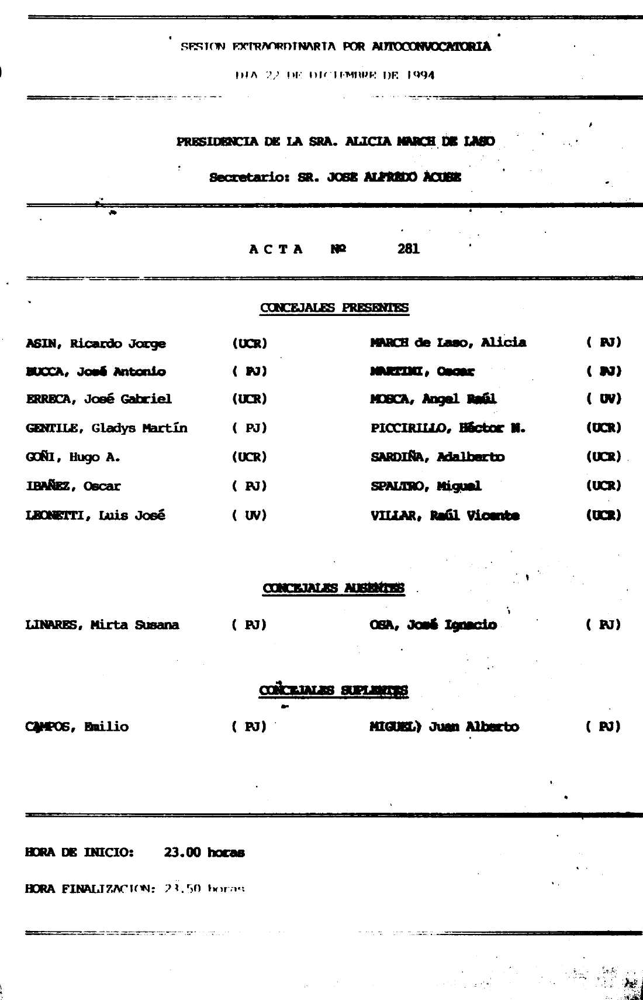 SESION EXTRAORDINARIA POR AUTOCONVOCATORIA
DIA 22 DE DICIEMBRE DE 1994
PRESIDENCIA DE LA SRA. ALICIA MARCH DE LASO
Secretario: SR. JOSE ALFREDO ACUSE
A C T A Nº 281
CONCEJALES PRESENTES
ASIN, Ricardo Jorge (UCR) MARCH de Laso, Alicia ( PJ)
BUCCA, José Antonio ( PJ) MARTINI, Oscar ( PJ)
ERRECA, José Gabriel (UCR) MOSCA, Angel Raúl ( UV)
GENTILE, Gladys Martín ( PJ) PICCIRILLO, Héctor M. (UCR)
GOÑI, Hugo A. (UCR) SARDIÑA, Adalberto (UCR)
IBAÑEZ, Oscar ( PJ) SPALTRO, Miguel (UCR)
LEONETTI, Luis José ( UV) VILLAR, Raúl Vicente (UCR)
CONCEJALES AUSENTES
LINARES, Mirta Susana ( PJ) OSA, José Ignacio ( PJ)
CONCEJALES SUPLENTES
CAMPOS, Emilio ( PJ) MIGUEL) Juan Alberto ( PJ)
HORA DE INICIO: 23.00 horas
HORA FINALIZACION: 23.50 horas